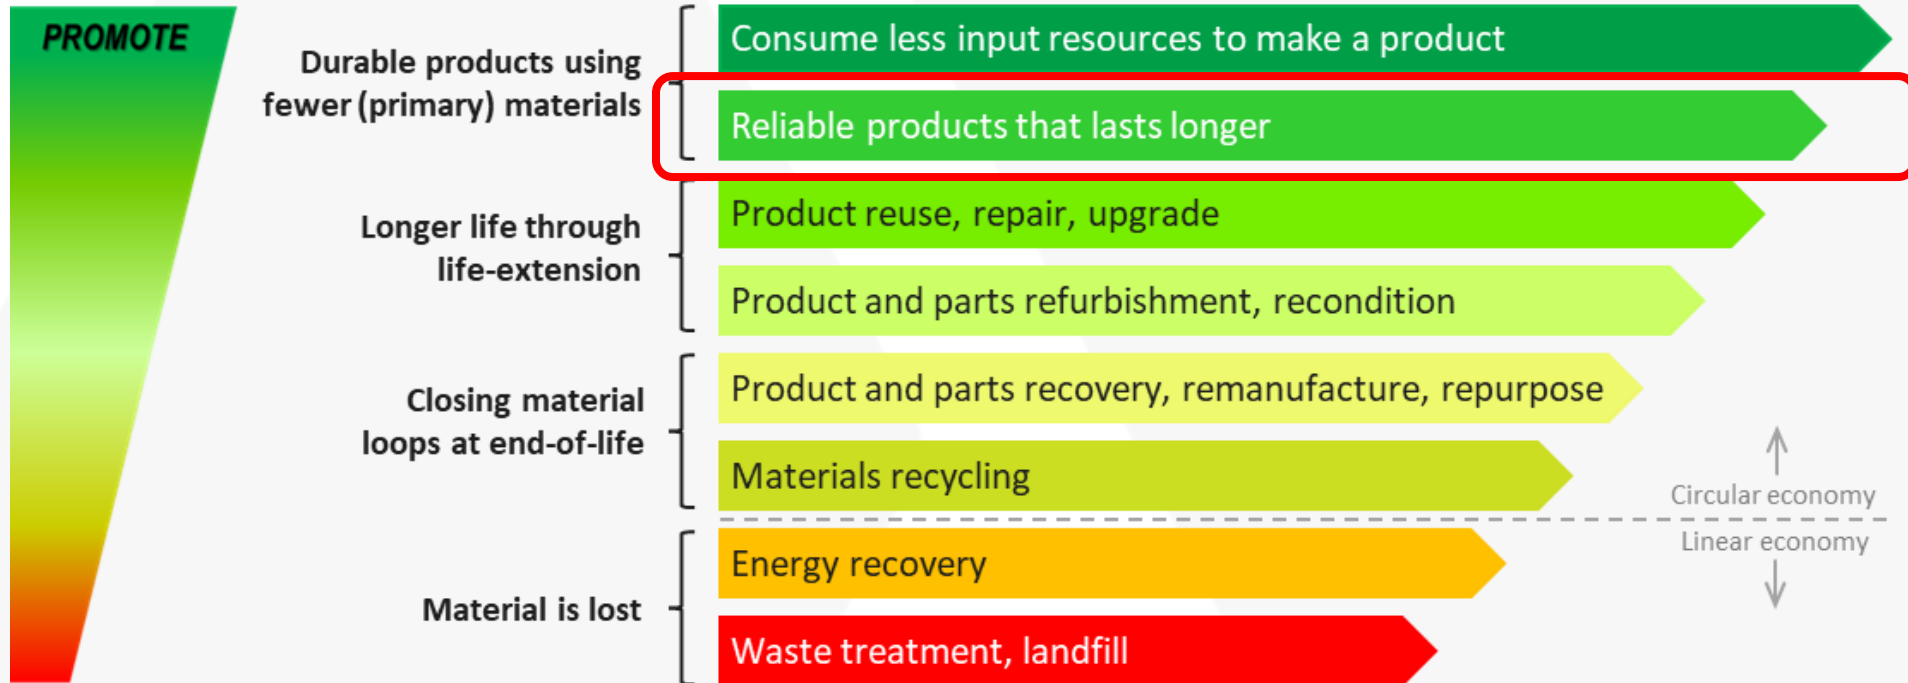 PROMOTE
Durable products using
fewer (primary) materials
Consume less input resources to make a product
Reliable products that lasts longer
Longer life through
life-extension
Product reuse, repair, upgrade
Product and parts refurbishment, recondition
Closing material
loops at end-of-life
Product and parts recovery, remanufacture, repurpose
Materials recycling
Circular economy
Linear economy
Material is lost
Energy recovery
Waste treatment, landfill